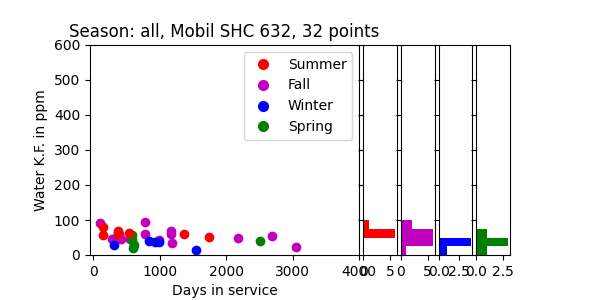 Season: all, Mobil SHC 632, 32 points
Water K.F. in ppm
600
500
400
300
200
100
0
Summer
Fall
Winter
Spring
0 1000 2000 3000 4000
0 5
0 5
0.0 2.5
0.0 2.5
Days in service